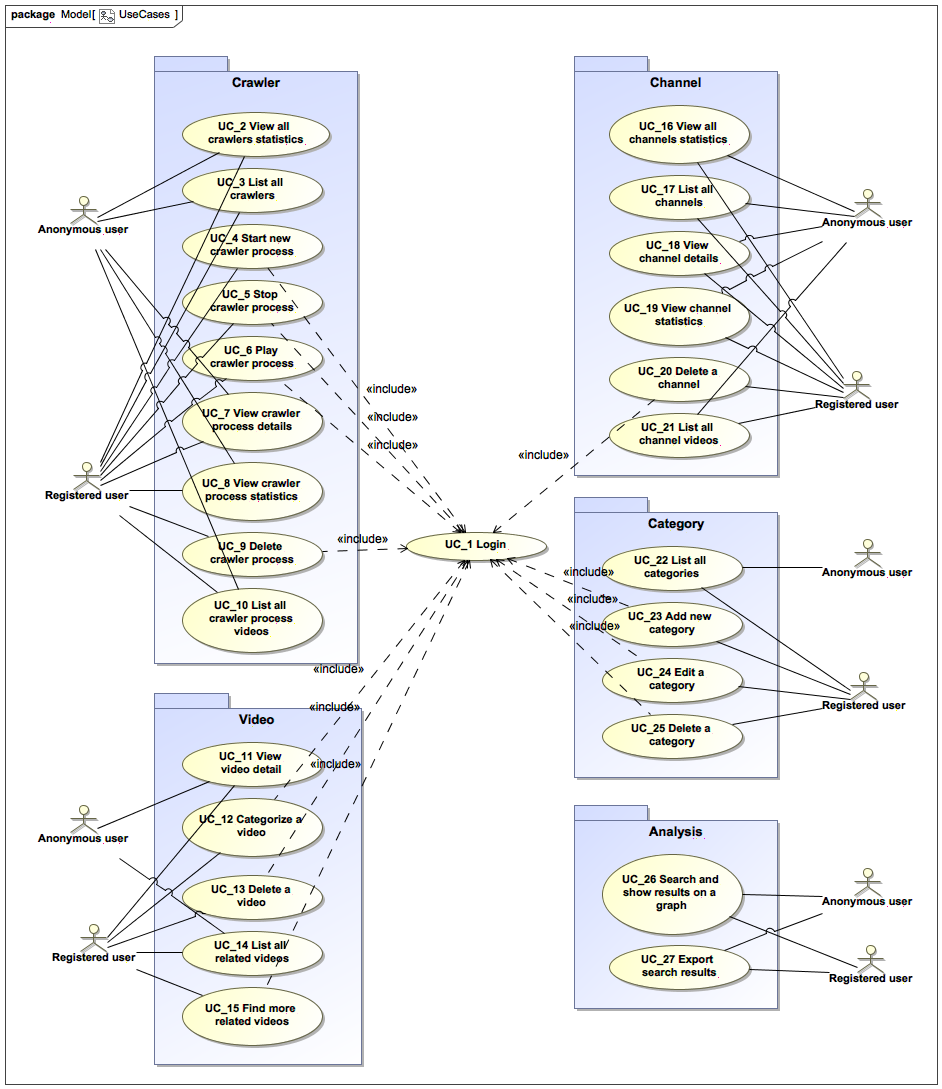 package Model[ UseCases ]
Crawler
UC_2 View all
crawlers statistics
UC_3 List all
crawlers
UC_4 Start new
crawler process
UC_5 Stop
crawler process
UC_6 Play
crawler process
UC_7 View crawler
process details
UC_8 View crawler
process statistics
UC_9 Delete
crawler process
UC_10 List all
crawler process
videos
Anonymous user
Registered user
«include»
«include»
«include»
«include»
UC_1 Login
Channel
UC_16 View all
channels statistics
UC_17 List all
channels
UC_18 View
channel details
UC_19 View channel
statistics
UC_20 Delete a
channel
UC_21 List all
channel videos
Anonymous user
Registered user
«include»
Category
UC_22 List all
categories
UC_23 Add new
category
UC_24 Edit a
category
UC_25 Delete a
category
«include»
«include»
«include»
Anonymous user
Registered user
Video
UC_11 View
video detail
UC_12 Categorize a
video
UC_13 Delete a
video
UC_14 List all
related videos
UC_15 Find more
related videos
«include»
«include»
«include»
Anonymous user
Registered user
Analysis
UC_26 Search and
show results on a
graph
UC_27 Export
search results
Anonymous user
Registered user